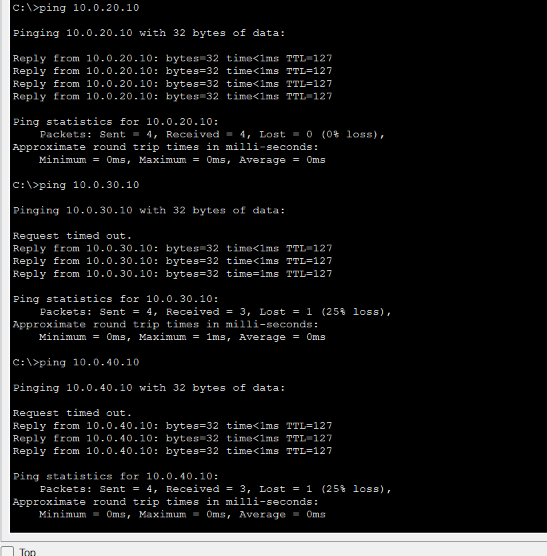 C:\>ping 10.0.20.10
Pinging 10.0.20.10 with 32 bytes of data:
Reply from 10.0.20.10: bytes=32 time<1ms TTL=127
Reply from 10.0.20.10: bytes=32 time<1ms TTL=127
Reply from 10.0.20.10: bytes=32 time<1ms TTL=127
Reply from 10.0.20.10: bytes=32 time<1ms TTL=127
Ping statistics for 10.0.20.10:
Packets: Sent = 4, Received = 4, Lost = 0 (0% loss),
Approximate round trip times in milli-seconds:
Minimum = 0ms, Maximum = 0ms, Average = 0ms
C:\>ping 10.0.30.10
Pinging 10.0.30.10 with 32 bytes of data:
Request timed out.
Reply from 10.0.30.10: bytes=32 time<1ms TTL=127
Reply from 10.0.30.10: bytes=32 time<1ms TTL=127
Reply from 10.0.30.10: bytes=32 time=1ms TTL=127
Ping statistics for 10.0.30.10:
Packets: Sent = 4, Received = 3, Lost = 1 (25% loss),
Approximate round trip times in milli-seconds:
Minimum = 0ms, Maximum = 1ms, Average = 0ms
C:\>ping 10.0.40.10
Pinging 10.0.40.10 with 32 bytes of data:
Request timed out.
Reply from 10.0.40.10: bytes=32 time<1ms TTL=127
Reply from 10.0.40.10: bytes=32 time<1ms TTL=127
Reply from 10.0.40.10: bytes=32 time<1ms TTL=127
Ping statistics for 10.0.40.10:
Packets: Sent = 4, Received = 3, Lost = 1 (25% loss),
Approximate round trip times in milli-seconds:
Minimum = 0ms, Maximum = 0ms, Average = 0ms
Top